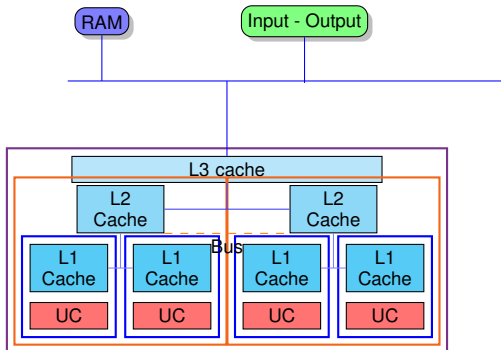 RAM
Input - Output
L3 cache
L2
Cache
L2
Cache
Bus
L1
Cache
L1
Cache
L1
Cache
L1
Cache
UC
UC
UC
UC